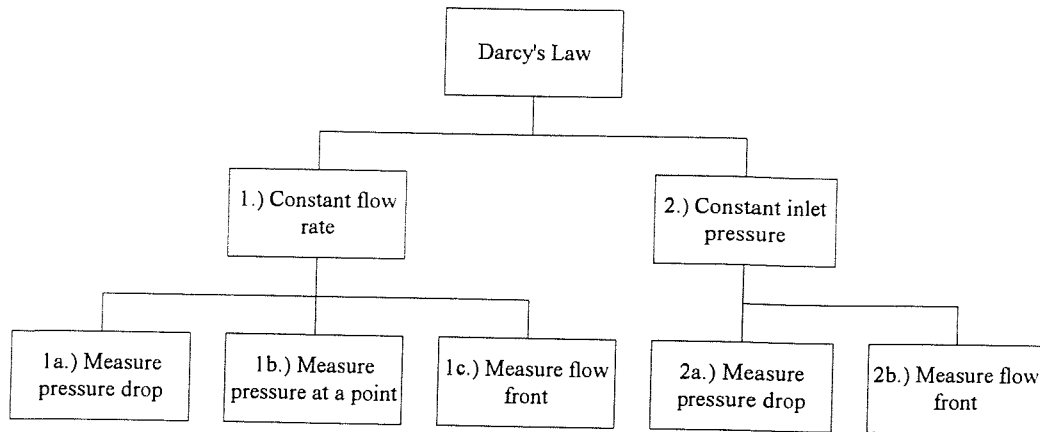 Darcy's Law
1.) Constant flow
rate
2.) Constant inlet
pressure
1a.) Measure
pressure drop
1b.) Measure
pressure at a point
1c.) Measure flow
front
2a.) Measure
pressure drop
2b.) Measure flow
front